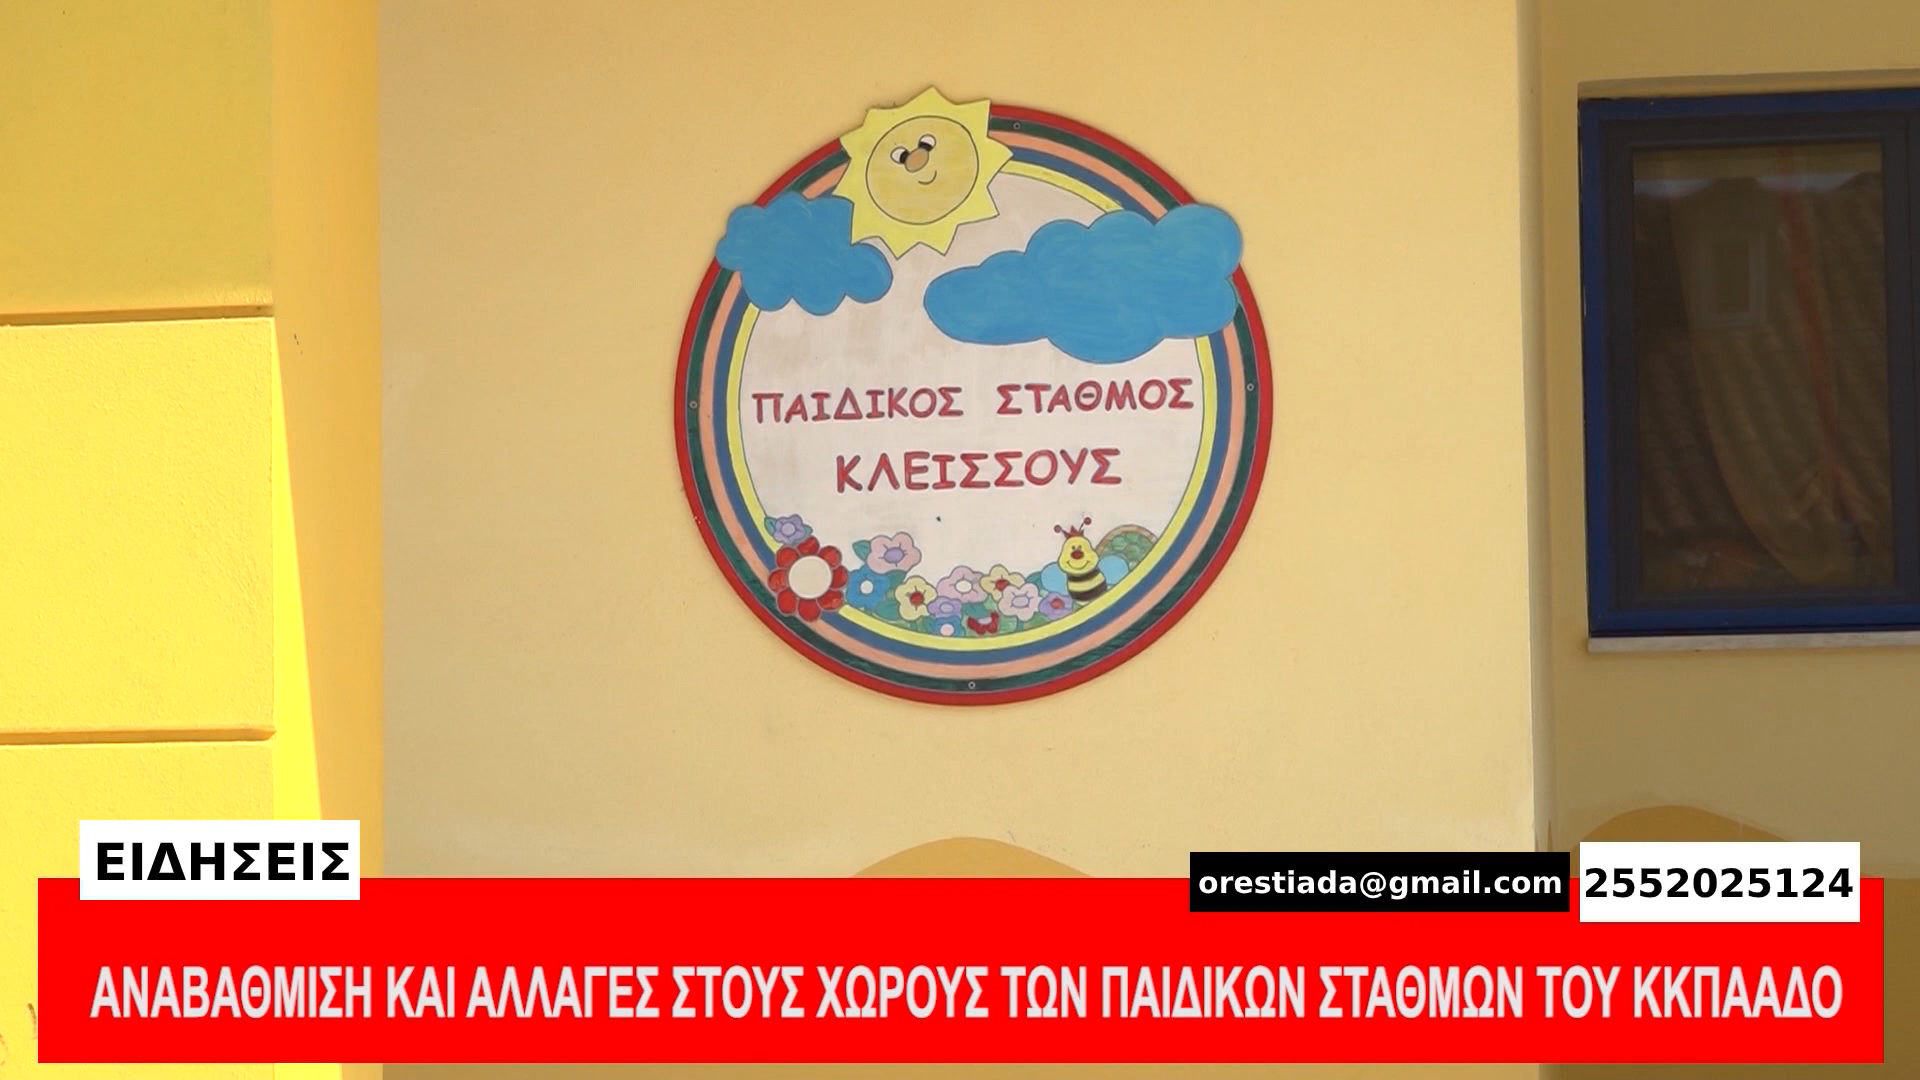 ΠΑΙΔΙΚΟΣ ΣΤΑΘΜΟΣ
ΚΛΕΙΣΣΟΥΣ
ΕΙΔΗΣΕΙΣ
orestiada@gmail.com
2552025124
ΑΝΑΒΑΘΜΙΣΗ ΚΑΙ ΑΛΛΑΓΕΣ ΣΤΟΥΣ ΧΩΡΟΥΣ ΤΩΝ ΠΑΙΔΙΚΩΝ ΣΤΑΘΜΩΝ ΤΟΥ ΚΚΠΑΑΔΟ